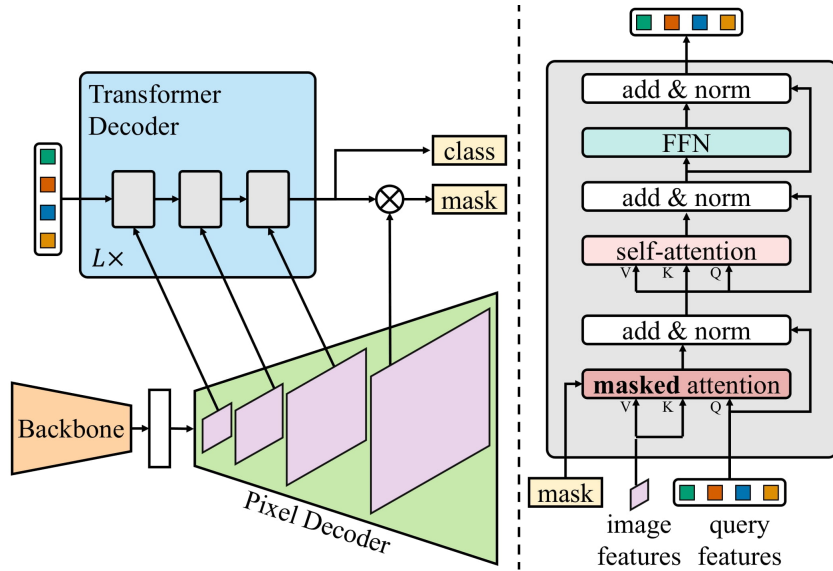 Transformer
Decoder
L×
class
mask
Backbone
Pixel Decoder
add & norm
FFN
add & norm
self-attention
V K Q
add & norm
masked attention
V K Q
mask
image
features
query
features